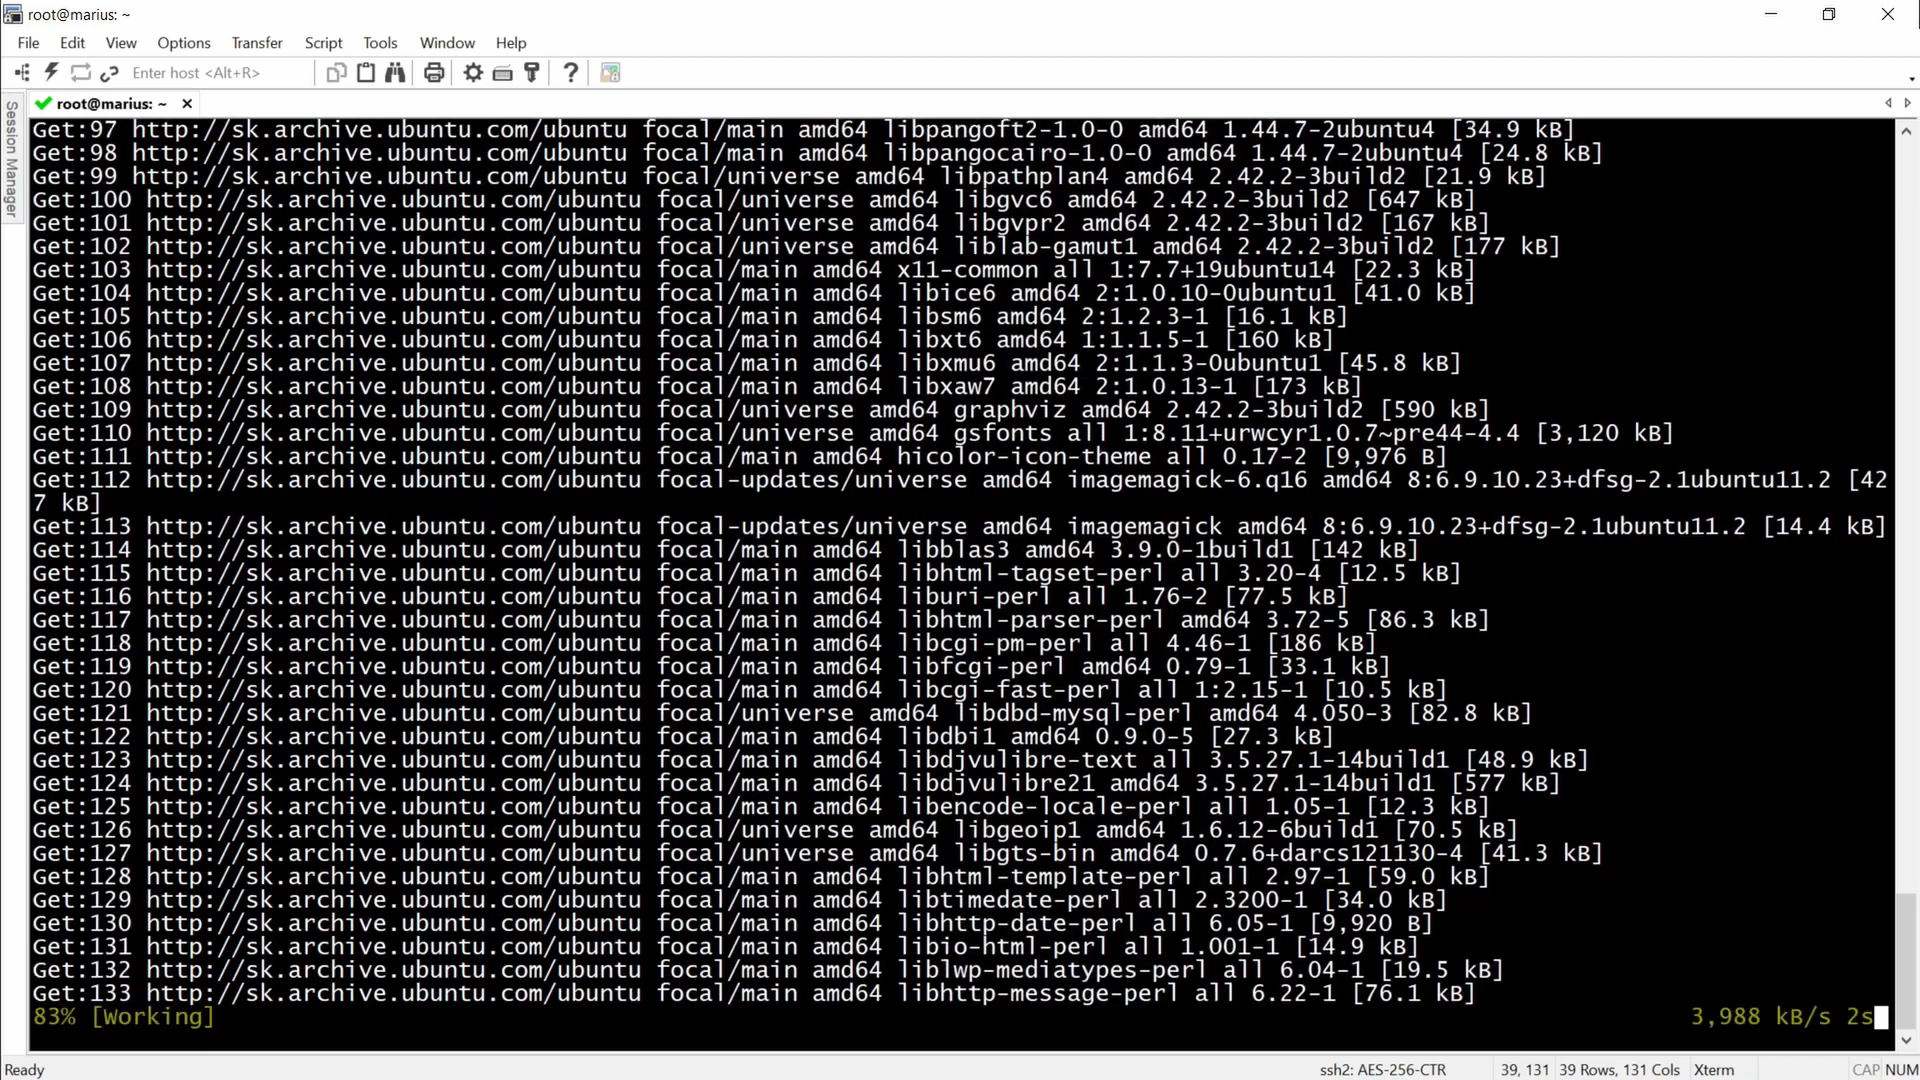 root@marius: ~
File Edit View Options Transfer Script Tools Window Help
Enter host <Alt+R>
root@marius: ~
Session Manager
Get:97 http://sk.archive.ubuntu.com/ubuntu focal/main amd64 libpangoft2-1.0-0 amd64 1.44.7-2ubuntu4 [34.9 kB]
Get:98 http://sk.archive.ubuntu.com/ubuntu focal/main amd64 libpangocairo-1.0-0 amd64 1.44.7-2ubuntu4 [24.8 kB]
Get:99 http://sk.archive.ubuntu.com/ubuntu focal/universe amd64 libpathplan4 amd64 2.42.2-3build2 [21.9 kB]
Get:100 http://sk.archive.ubuntu.com/ubuntu focal/universe amd64 libgvc6 amd64 2.42.2-3build2 [647 kB]
Get:101 http://sk.archive.ubuntu.com/ubuntu focal/universe amd64 libgvpr2 amd64 2.42.2-3build2 [167 kB]
Get:102 http://sk.archive.ubuntu.com/ubuntu focal/universe amd64 liblab-gamut1 amd64 2.42.2-3build2 [177 kB]
Get:103 http://sk.archive.ubuntu.com/ubuntu focal/main amd64 x11-common all 1:7.7+19ubuntu14 [22.3 kB]
Get:104 http://sk.archive.ubuntu.com/ubuntu focal/main amd64 libice6 amd64 2:1.0.10-0ubuntu1 [41.0 kB]
Get:105 http://sk.archive.ubuntu.com/ubuntu focal/main amd64 libsm6 amd64 2:1.2.3-1 [16.1 kB]
Get:106 http://sk.archive.ubuntu.com/ubuntu focal/main amd64 libxt6 amd64 1:1.1.5-1 [160 kB]
Get:107 http://sk.archive.ubuntu.com/ubuntu focal/main amd64 libxmu6 amd64 2:1.1.3-0ubuntu1 [45.8 kB]
Get:108 http://sk.archive.ubuntu.com/ubuntu focal/main amd64 libxaw7 amd64 2:1.0.13-1 [173 kB]
Get:109 http://sk.archive.ubuntu.com/ubuntu focal/universe amd64 graphviz amd64 2.42.2-3build2 [590 kB]
Get:110 http://sk.archive.ubuntu.com/ubuntu focal/universe amd64 gsfonts all 1:8.11+urwcyr1.0.7~pre44-4.4 [3,120 kB]
Get:111 http://sk.archive.ubuntu.com/ubuntu focal/main amd64 hicolor-icon-theme all 0.17-2 [9,976 B]
Get:112 http://sk.archive.ubuntu.com/ubuntu focal-updates/universe amd64 imagemagick-6.q16 amd64 8:6.9.10.23+dfsg-2.1ubuntu11.2 [42
7 kB]
Get:113 http://sk.archive.ubuntu.com/ubuntu focal-updates/universe amd64 imagemagick amd64 8:6.9.10.23+dfsg-2.1ubuntu11.2 [14.4 kB]
Get:114 http://sk.archive.ubuntu.com/ubuntu focal/main amd64 libblas3 amd64 3.9.0-1build1 [142 kB]
Get:115 http://sk.archive.ubuntu.com/ubuntu focal/main amd64 libhtml-tagset-perl all 3.20-4 [12.5 kB]
Get:116 http://sk.archive.ubuntu.com/ubuntu focal/main amd64 liburi-perl all 1.76-2 [77.5 kB]
Get:117 http://sk.archive.ubuntu.com/ubuntu focal/main amd64 libhtml-parser-perl amd64 3.72-5 [86.3 kB]
Get:118 http://sk.archive.ubuntu.com/ubuntu focal/main amd64 libcgi-pm-perl all 4.46-1 [186 kB]
Get:119 http://sk.archive.ubuntu.com/ubuntu focal/main amd64 libfcgi-perl amd64 0.79-1 [33.1 kB]
Get:120 http://sk.archive.ubuntu.com/ubuntu focal/main amd64 libcgi-fast-perl all 1:2.15-1 [10.5 kB]
Get:121 http://sk.archive.ubuntu.com/ubuntu focal/universe amd64 libdbd-mysql-perl amd64 4.050-3 [82.8 kB]
Get:122 http://sk.archive.ubuntu.com/ubuntu focal/main amd64 libdbi1 amd64 0.9.0-5 [27.3 kB]
Get:123 http://sk.archive.ubuntu.com/ubuntu focal/main amd64 libdjvulibre-text all 3.5.27.1-14build1 [48.9 kB]
Get:124 http://sk.archive.ubuntu.com/ubuntu focal/main amd64 libdjvulibre21 amd64 3.5.27.1-14build1 [577 kB]
Get:125 http://sk.archive.ubuntu.com/ubuntu focal/main amd64 libencode-locale-perl all 1.05-1 [12.3 kB]
Get:126 http://sk.archive.ubuntu.com/ubuntu focal/universe amd64 libgeoip1 amd64 1.6.12-6build1 [70.5 kB]
Get:127 http://sk.archive.ubuntu.com/ubuntu focal/universe amd64 libgts-bin amd64 0.7.6+darcs121130-4 [41.3 kB]
Get:128 http://sk.archive.ubuntu.com/ubuntu focal/main amd64 libhtml-template-perl all 2.97-1 [59.0 kB]
Get:129 http://sk.archive.ubuntu.com/ubuntu focal/main amd64 libtimedate-perl all 2.3200-1 [34.0 kB]
Get:130 http://sk.archive.ubuntu.com/ubuntu focal/main amd64 libhttp-date-perl all 6.05-1 [9,920 B]
Get:131 http://sk.archive.ubuntu.com/ubuntu focal/main amd64 libio-html-perl all 1.001-1 [14.9 kB]
Get:132 http://sk.archive.ubuntu.com/ubuntu focal/main amd64 liblwp-mediatypes-perl all 6.04-1 [19.5 kB]
Get:133 http://sk.archive.ubuntu.com/ubuntu focal/main amd64 libhttp-message-perl all 6.22-1 [76.1 kB]
83% [Working] 3,988 kB/s 2s
Ready ssh2: AES-256-CTR 39, 131 39 Rows, 131 Cols Xterm CAP NUM